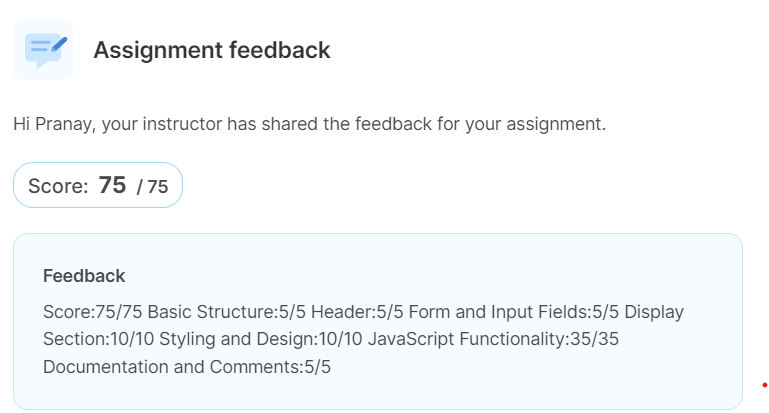 Assignment feedback
Hi Pranay, your instructor has shared the feedback for your assignment.
Score: 75 / 75
Feedback
Score:75/75 Basic Structure:5/5 Header:5/5 Form and Input Fields:5/5 Display
Section:10/10 Styling and Design:10/10 JavaScript Functionality:35/35
Documentation and Comments:5/5